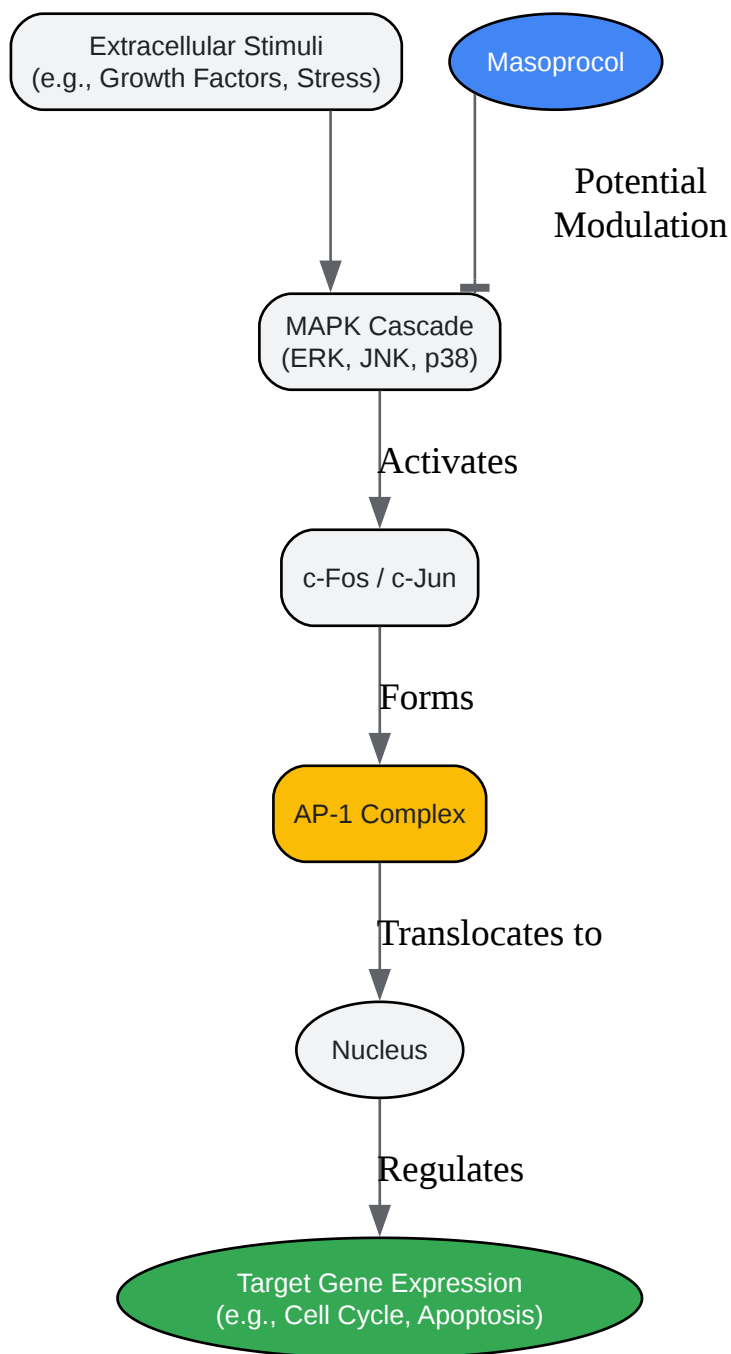 Extracellular Stimuli
(e.g., Growth Factors, Stress)
Masoprocol
Potential
Modulation
MAPK Cascade
(ERK, JNK, p38)
Activates
c-Fos / c-Jun
Forms
AP-1 Complex
Translocates to
Nucleus
Regulates
Target Gene Expression
(e.g., Cell Cycle, Apoptosis)